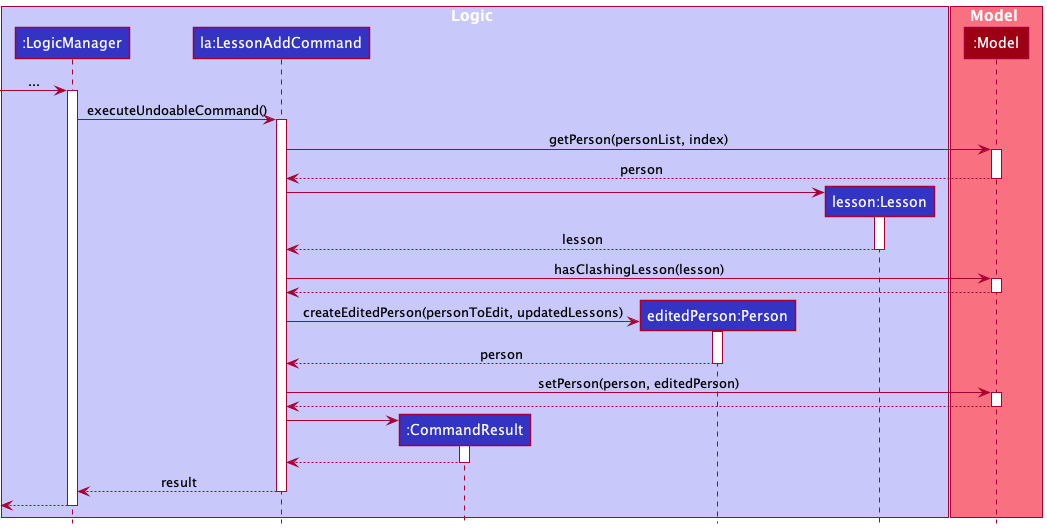 Logic
Model
:LogicManager
la:LessonAddCommand
:Model
...
executeUndoableCommand()
getPerson(personList, index)
person
lesson:Lesson
lesson
hasClashingLesson(lesson)
createEditedPerson(personToEdit, updatedLessons)
editedPerson:Person
person
setPerson(person, editedPerson)
:CommandResult
result